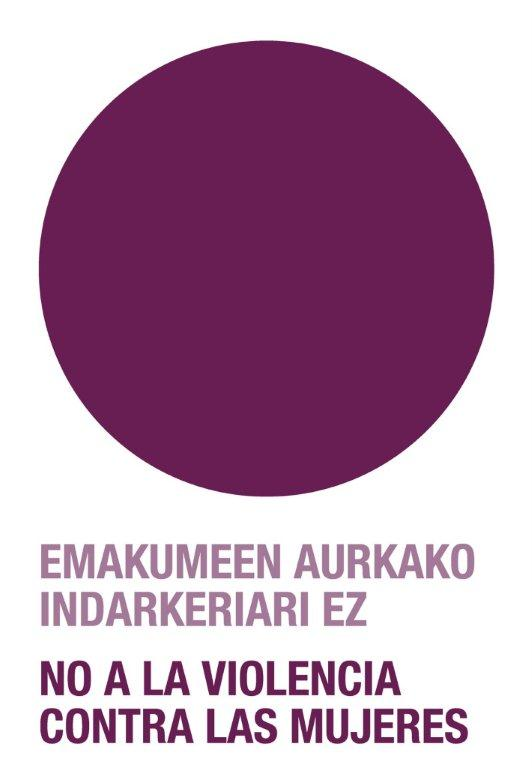 EMAKUMEEN AURKAKO
INDARKERIARI EZ
NO A LA VIOLENCIA
CONTRA LAS MUJERES